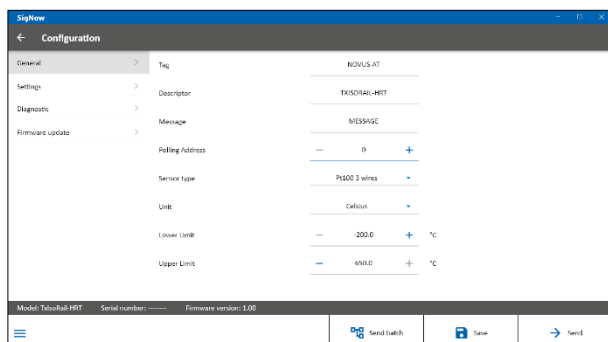 SigNow
Configuration
General
Settings
Diagnostic
Firmware update
Tag NOVUS AT
Descriptor TXISORAIL-HRT
Message MESSAGE
Polling Address — 0 +
Sensor type Pt100 3 wires
Unit Celsius
Lower Limit — -200.0 + °C
Upper Limit — 650.0 + °C
Model: TxIsoRail-HRT Serial number: -------- Firmware version: 1.00
Send batch Save Send